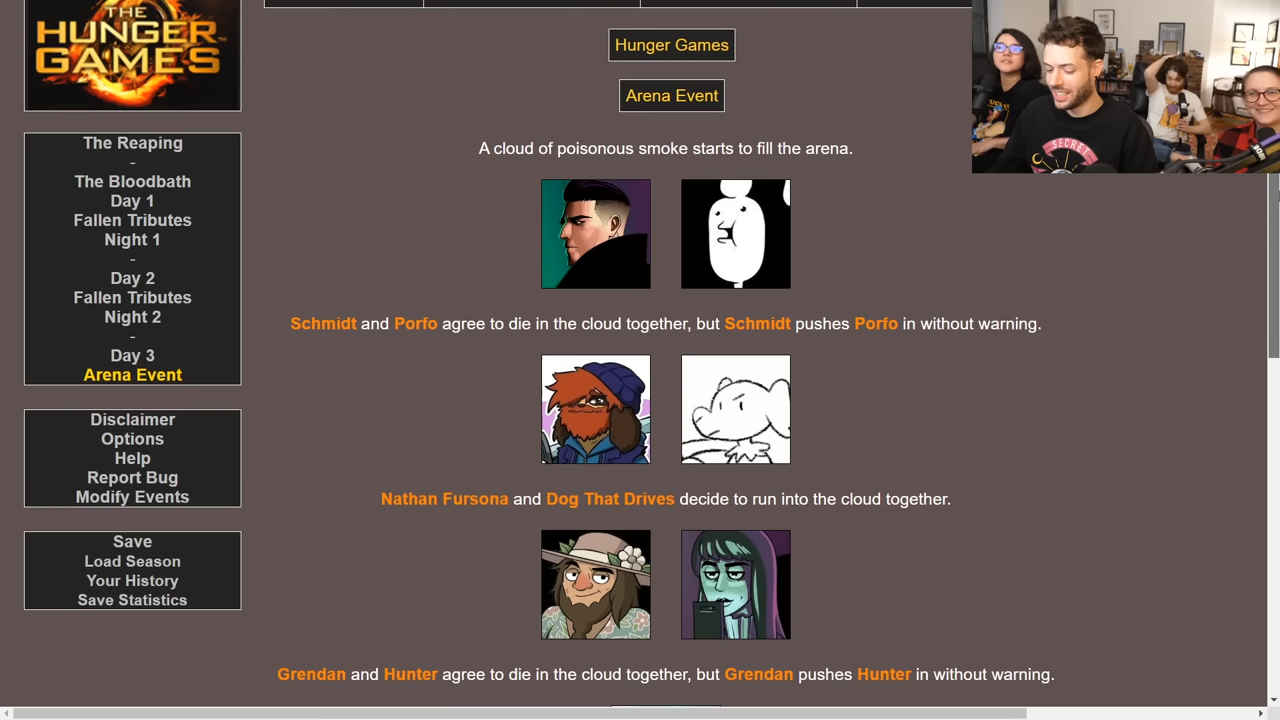 THE
HUNGER
GAMES
The Reaping
-
The Bloodbath
Day 1
Fallen Tributes
Night 1
-
Day 2
Fallen Tributes
Night 2
-
Day 3
Arena Event
Disclaimer
Options
Help
Report Bug
Modify Events
Save
Load Season
Your History
Save Statistics
Hunger Games
Arena Event
A cloud of poisonous smoke starts to fill the arena.
Schmidt and Porfo agree to die in the cloud together, but Schmidt pushes Porfo in without warning.
Nathan Fursona and Dog That Drives decide to run into the cloud together.
Grendan and Hunter agree to die in the cloud together, but Grendan pushes Hunter in without warning.
SECRET